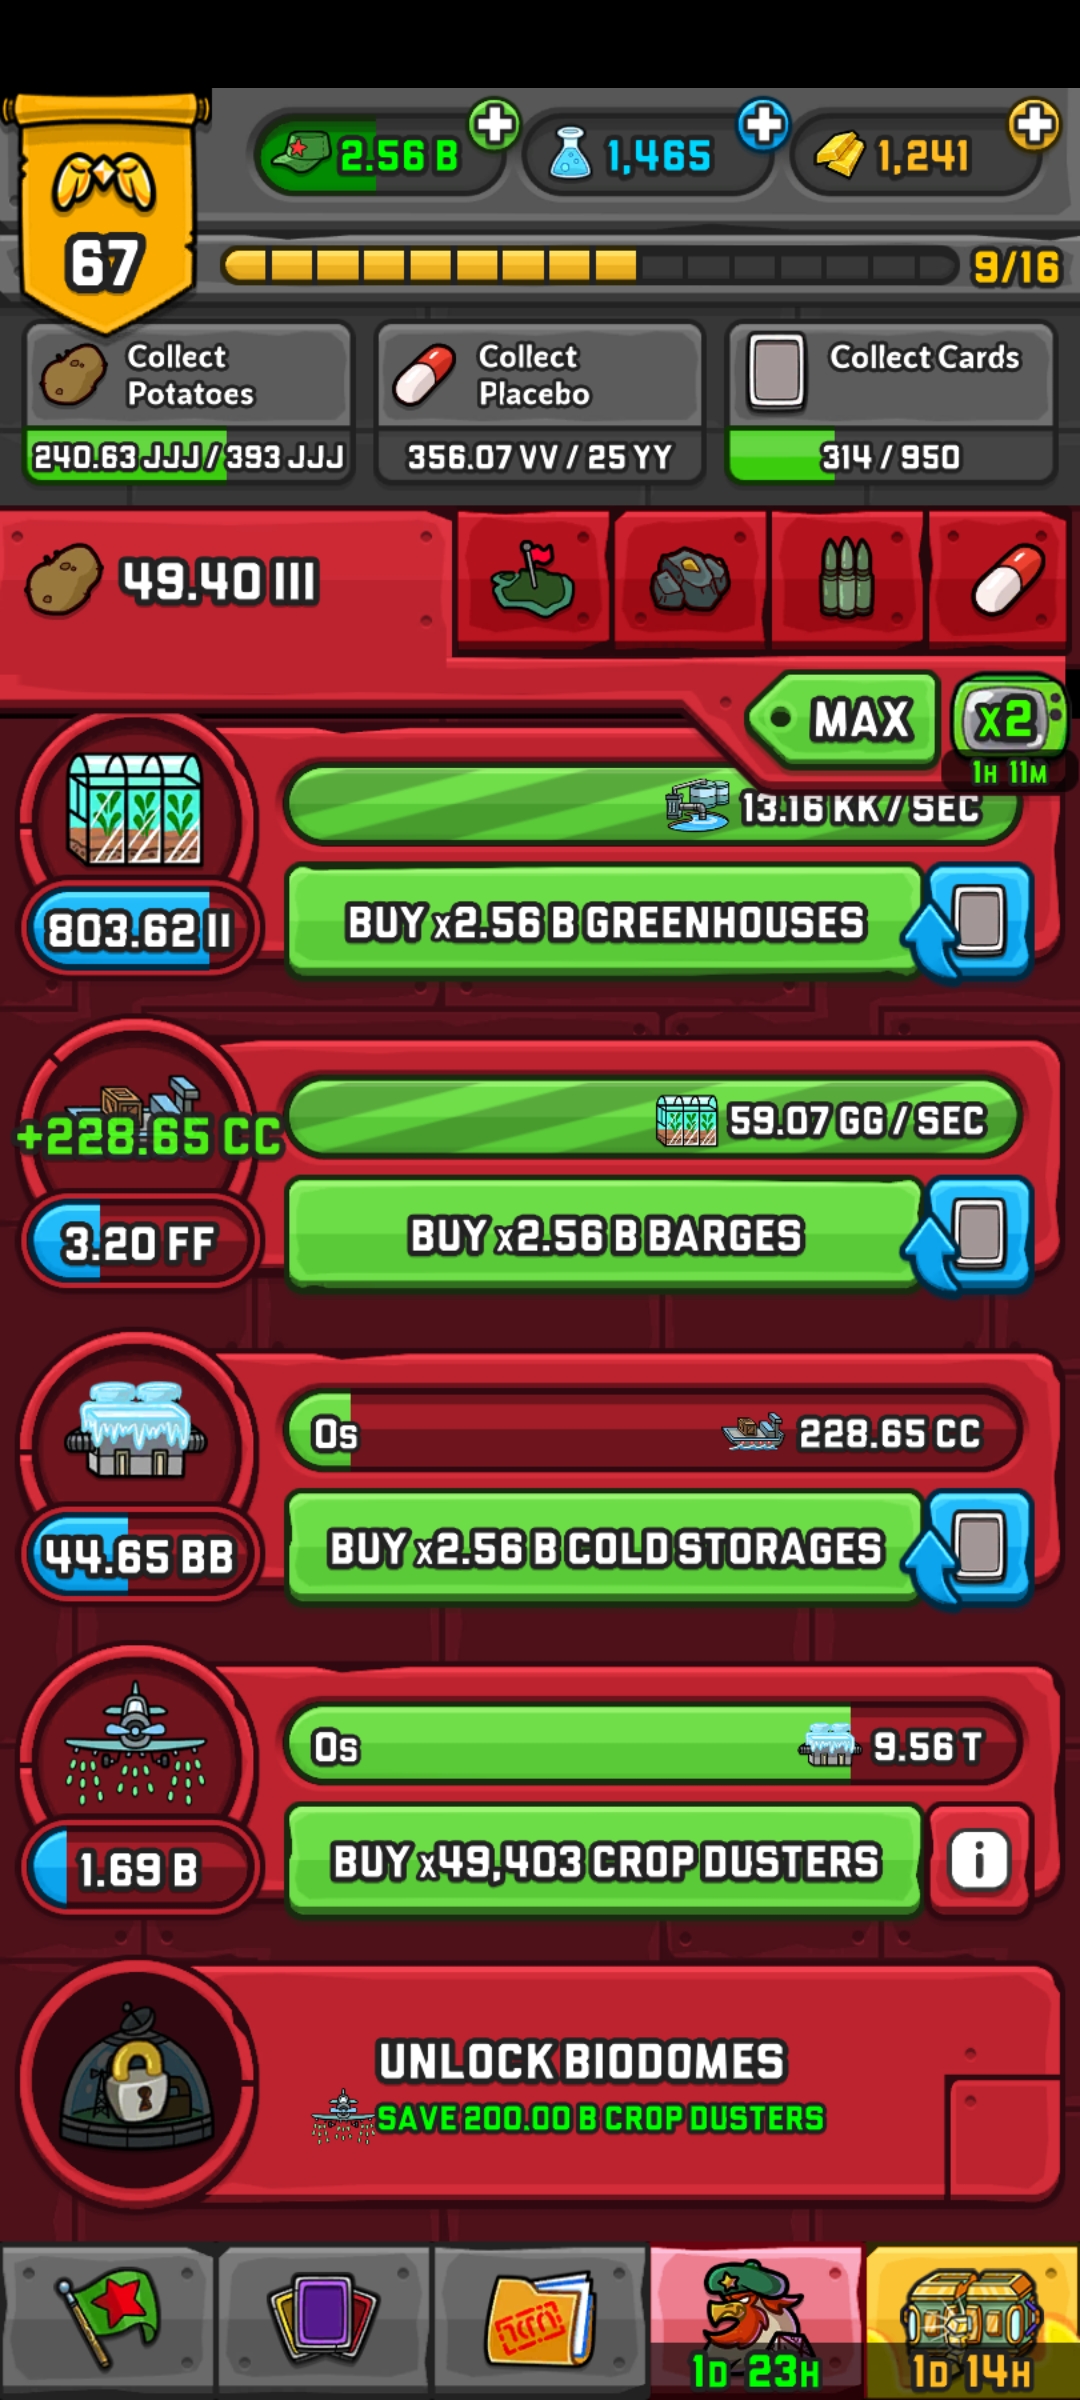 67
2.56 B
1,465
1,241
9/16
Collect
Potatoes
240.63 JJJ / 393 JJJ
Collect
Placebo
356.07 VV / 25 YY
Collect Cards
314 / 950
49.40 III
MAX
x2
1H 11M
13.16 KK / SEC
803.62 II
BUY x2.56 B GREENHOUSES
+228.65 CC
59.07 GG / SEC
3.20 FF
BUY x2.56 B BARGES
0s
228.65 CC
44.65 BB
BUY x2.56 B COLD STORAGES
0s
9.56 T
1.69 B
BUY x49,403 CROP DUSTERS
i
UNLOCK BIODOMES
SAVE 200.00 B CROP DUSTERS
1D 23H
1D 14H